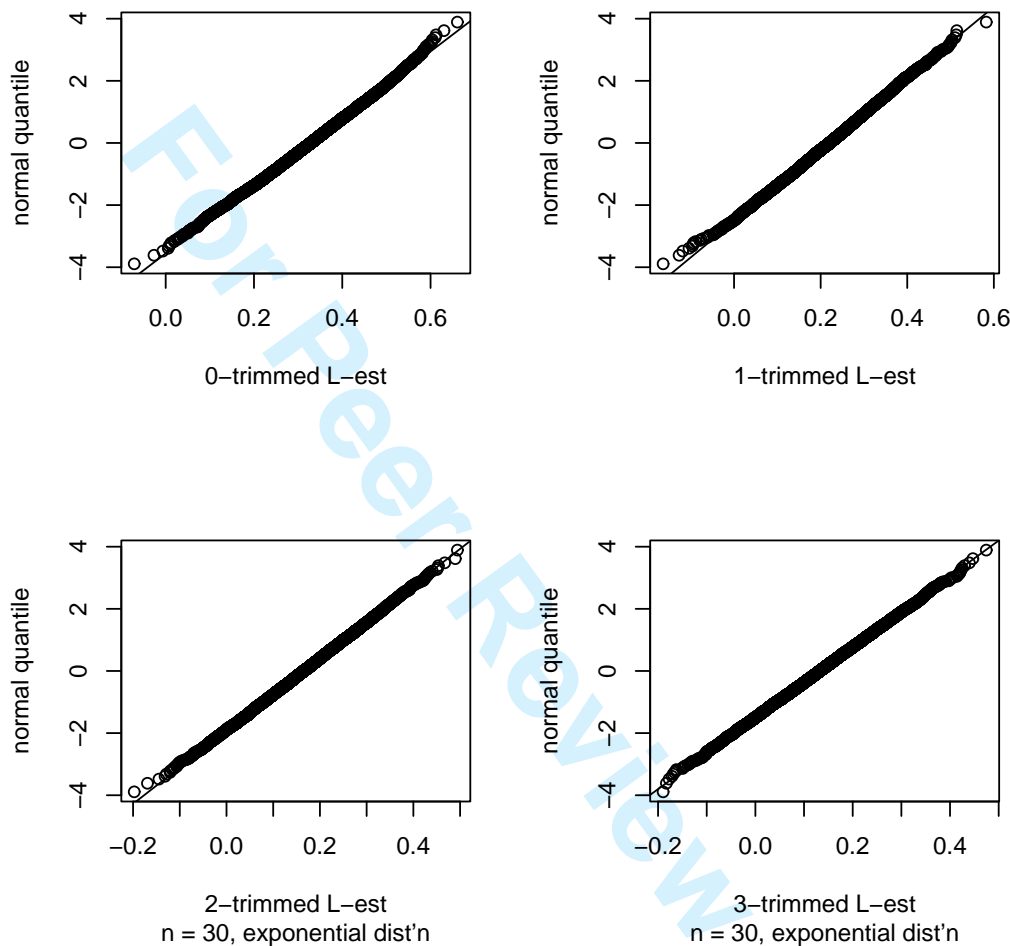 For Peer Review
normal quantile
4
2
0
−2
−4
0.0 0.2 0.4 0.6
0−trimmed L−est
normal quantile
4
2
0
−2
−4
0.0 0.2 0.4 0.6
1−trimmed L−est
normal quantile
4
2
0
−2
−4
−0.2 0.0 0.2 0.4
2−trimmed L−est
n = 30, exponential dist'n
normal quantile
4
2
0
−2
−4
−0.2 0.0 0.2 0.4
3−trimmed L−est
n = 30, exponential dist'n